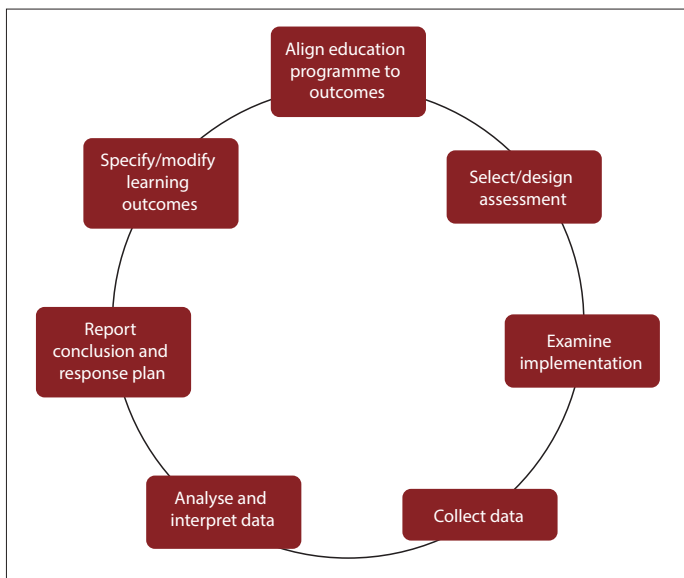 Align education
programme to
outcomes
Select/design
assessment
Examine
implementation
Collect data
Analyse and
interpret data
Report
conclusion and
response plan
Specify/modify
learning
outcomes